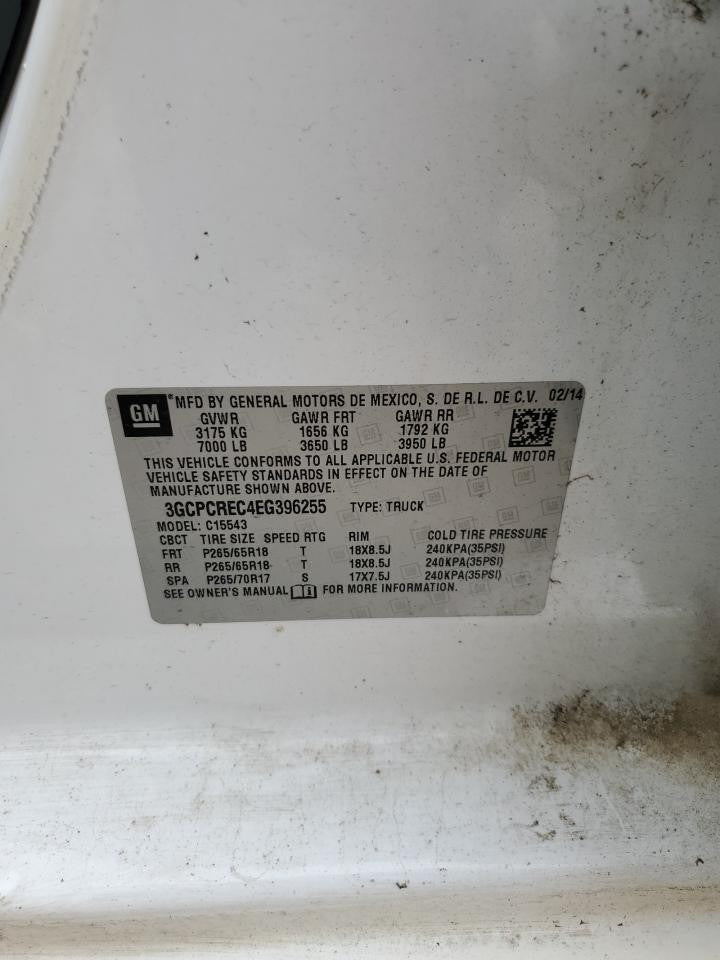 GM *MFD BY GENERAL MOTORS DE MEXICO, S. DE R.L. DE C.V. 02/14
GVWR GAWR FRT GAWR RR
3175 KG 1656 KG 1792 KG
7000 LB 3650 LB 3950 LB
THIS VEHICLE CONFORMS TO ALL APPLICABLE U.S. FEDERAL MOTOR
VEHICLE SAFETY STANDARDS IN EFFECT ON THE DATE OF
MANUFACTURE SHOWN ABOVE.
3GCPCREC4EG396255 TYPE: TRUCK
MODEL: C15543
CBCT TIRE SIZE SPEED RTG RIM COLD TIRE PRESSURE
FRT P265/65R18 T 18X8.5J 240KPA(35PSI)
RR P265/65R18 T 18X8.5J 240KPA(35PSI)
SPA P265/70R17 S 17X7.5J 240KPA(35PSI)
SEE OWNER'S MANUAL FOR MORE INFORMATION.